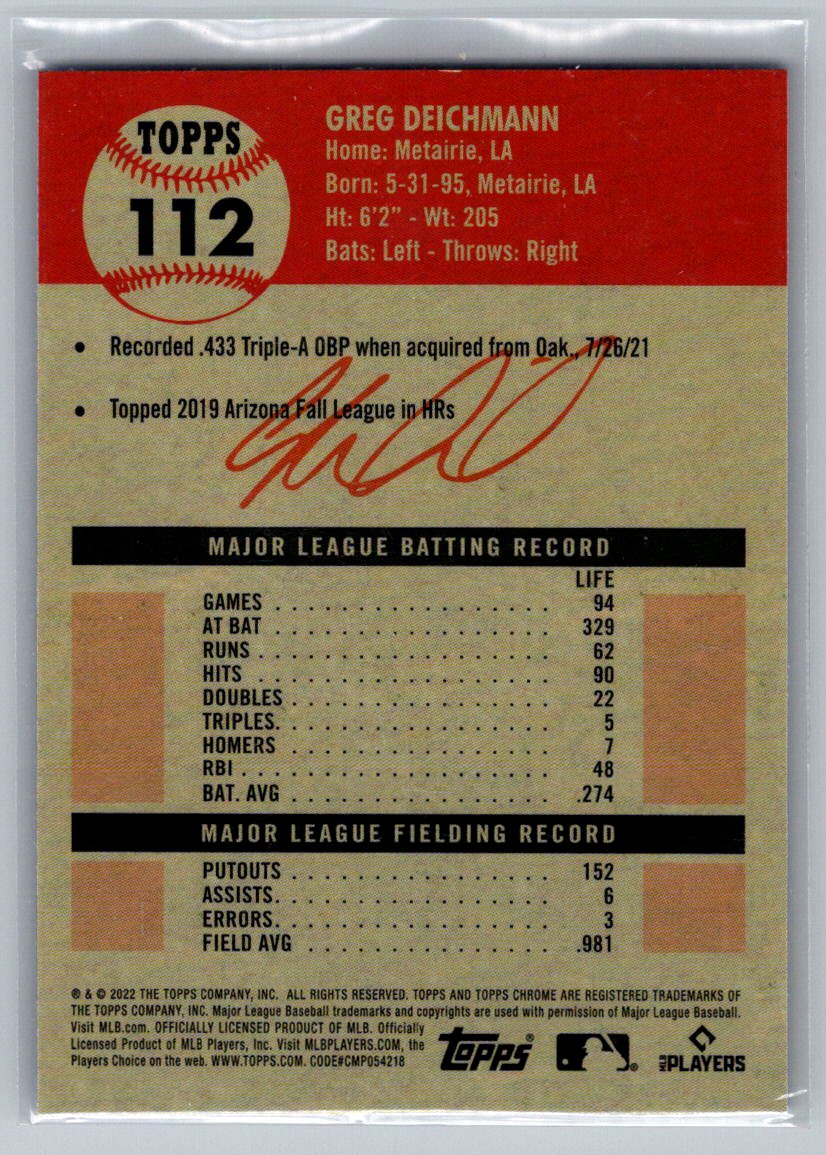 TOPPS
112
GREG DEICHMANN
Home: Metairie, LA
Born: 5-31-95, Metairie, LA
Ht: 6'2" - Wt: 205
Bats: Left - Throws: Right
• Recorded .433 Triple-A OBP when acquired from Oak., 7/26/21
• Topped 2019 Arizona Fall League in HRs
MAJOR LEAGUE BATTING RECORD
LIFE
GAMES . . . . . . . . . . . . . . . . . . . . 94
AT BAT . . . . . . . . . . . . . . . . . . . . 329
RUNS . . . . . . . . . . . . . . . . . . . . . 62
HITS . . . . . . . . . . . . . . . . . . . . . 90
DOUBLES . . . . . . . . . . . . . . . . . . . 22
TRIPLES. . . . . . . . . . . . . . . . . . . . 5
HOMERS . . . . . . . . . . . . . . . . . . . 7
RBI . . . . . . . . . . . . . . . . . . . . . . 48
BAT. AVG . . . . . . . . . . . . . . . . . . . .274
MAJOR LEAGUE FIELDING RECORD
PUTOUTS . . . . . . . . . . . . . . . . . . . 152
ASSISTS. . . . . . . . . . . . . . . . . . . . 6
ERRORS. . . . . . . . . . . . . . . . . . . . 3
FIELD AVG . . . . . . . . . . . . . . . . . . .981
® & © 2022 THE TOPPS COMPANY, INC. ALL RIGHTS RESERVED. TOPPS AND TOPPS CHROME ARE REGISTERED TRADEMARKS OF
THE TOPPS COMPANY, INC. Major League Baseball trademarks and copyrights are used with permission of Major League Baseball.
Visit MLB.com. OFFICIALLY LICENSED PRODUCT OF MLB. Officially
Licensed Product of MLB Players, Inc. Visit MLBPLAYERS.COM, the
Players Choice on the web. WWW.TOPPS.COM. CODE#CMP054218
topps®
MLB PLAYERS